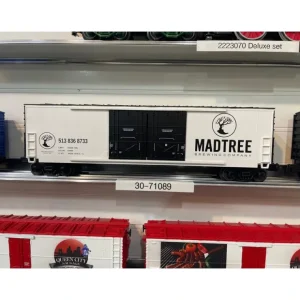 2223070 Deluxe set
513 836 8733
MADTREE
BREWING COMPANY
30-71089
QUEEN CITY